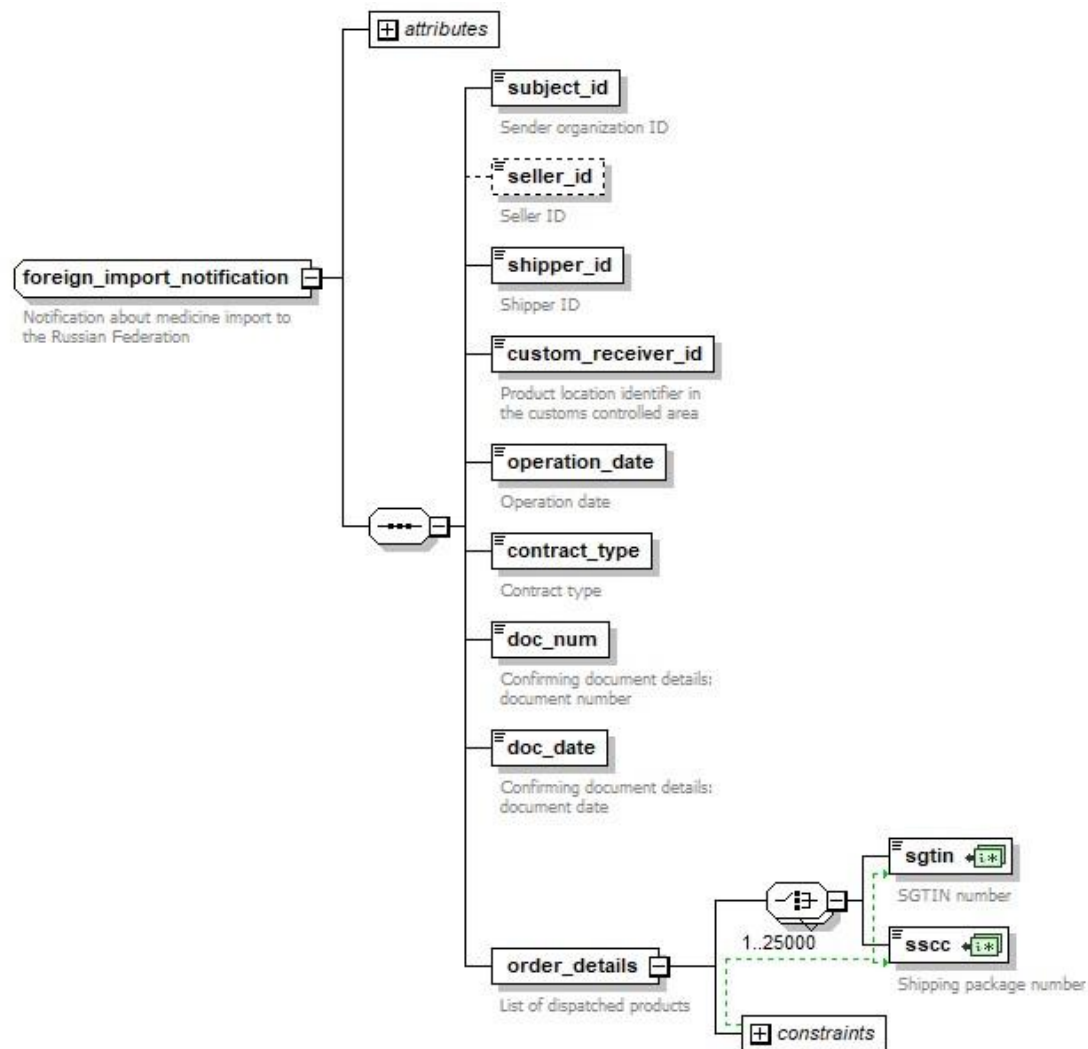 attributes
subject_id
Sender organization ID
seller_id
Seller ID
shipper_id
Shipper ID
foreign_import_notification
Notification about medicine import to
the Russian Federation
custom_receiver_id
Product location identifier in
the customs controlled area
operation_date
Operation date
contract_type
Contract type
doc_num
Confirming document details:
document number
doc_date
Confirming document details:
document date
sgtin
SGTIN number
1..25000
sscc
Shipping package number
order_details
List of dispatched products
constraints